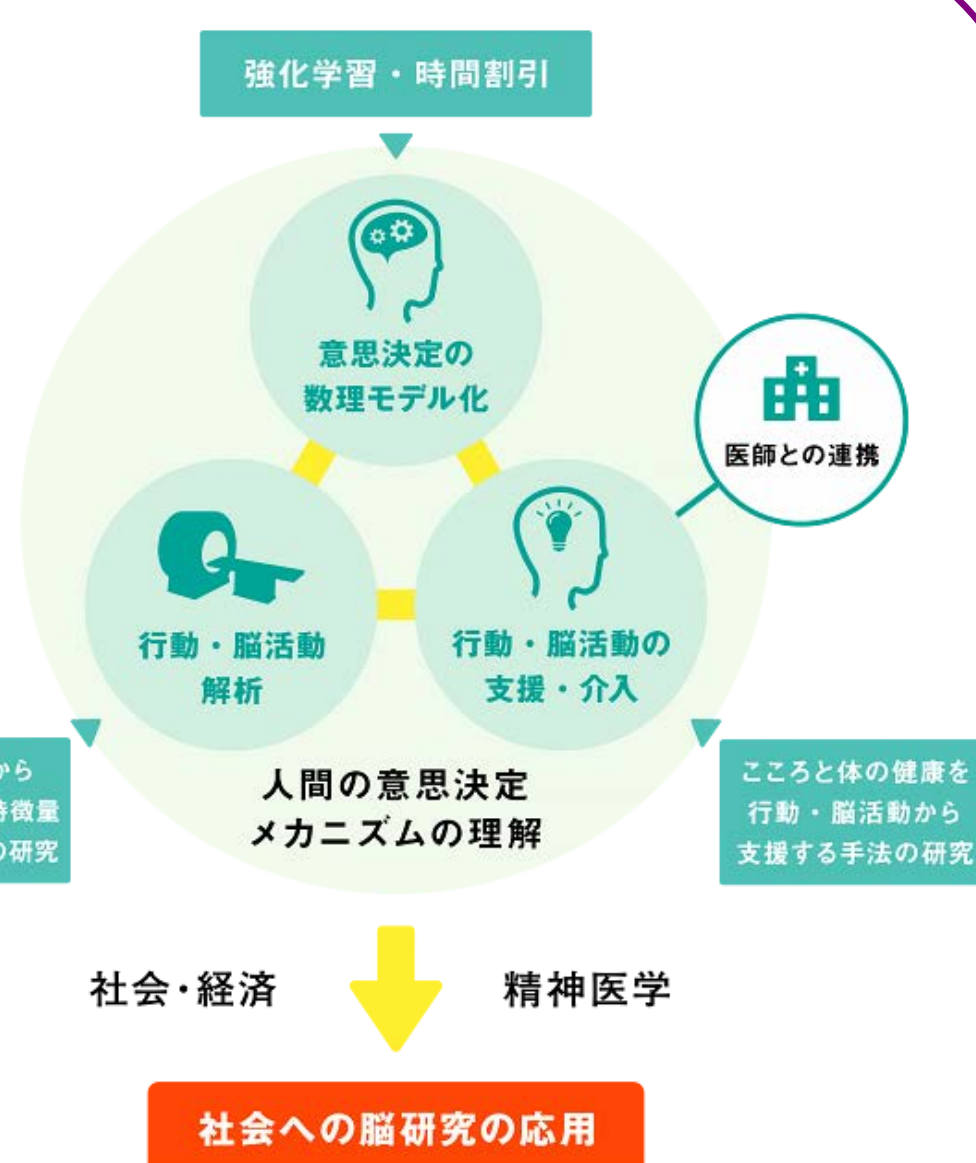 強化学習・時間割引
意思決定の
数理モデル化
医師との連携
行動・脳活動
解析
行動・脳活動の
支援・介入
人間の意思決定
メカニズムの理解
から
特徴量
の研究
こころと体の健康を
行動・脳活動から
支援する手法の研究
社会・経済
精神医学
社会への脳研究の応用